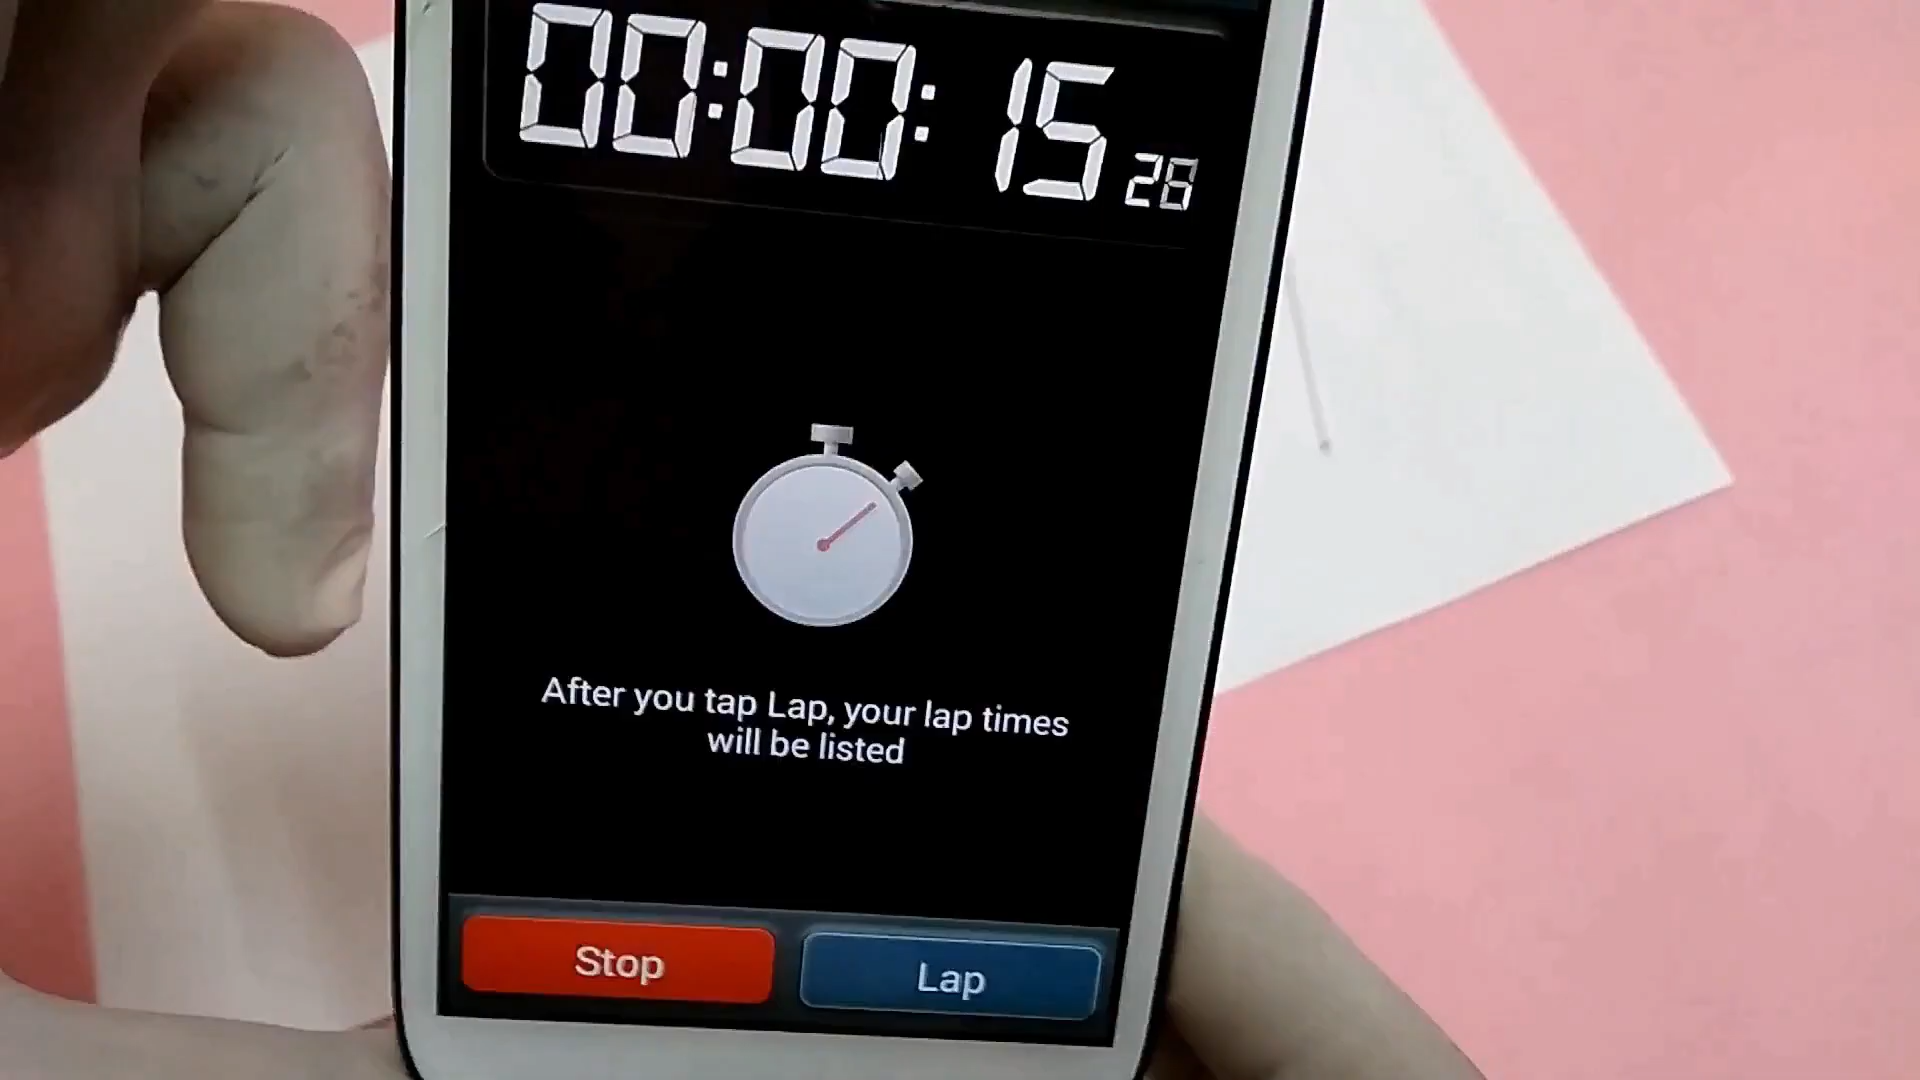 00:00:15 28
After you tap Lap, your lap times
will be listed
Stop
Lap